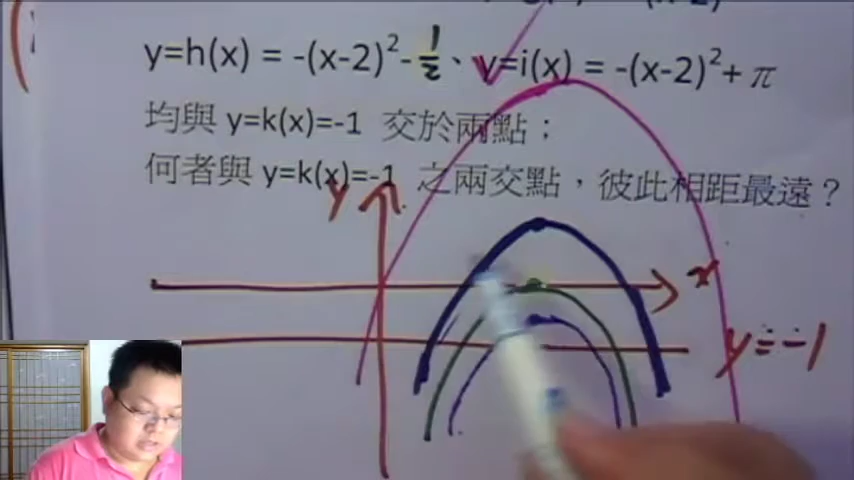 y=h(x) = -(x-2)²-1/2、y=i(x) = -(x-2)²+ π
均與 y=k(x)=-1 交於兩點；
何者與 y=k(x)=-1 之兩交點，彼此相距最遠？
y
x
y=-1